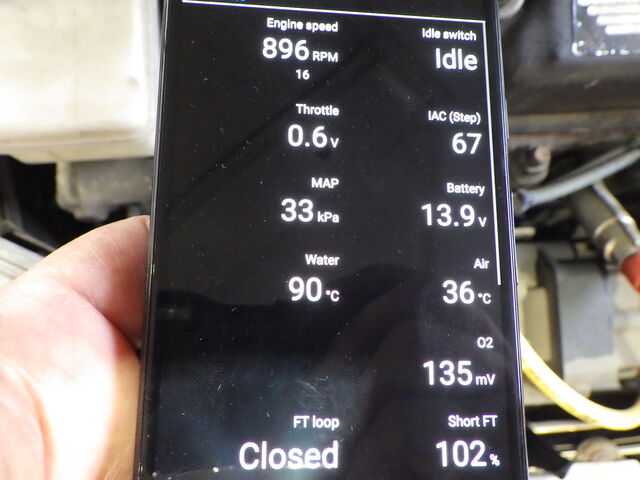 Engine speed
896 RPM
16
Idle switch
Idle
Throttle
0.6 v
IAC (Step)
67
MAP
33 kPa
Battery
13.9 v
Water
90 °C
Air
36 °C
O2
135 mV
FT loop
Closed
Short FT
102 %